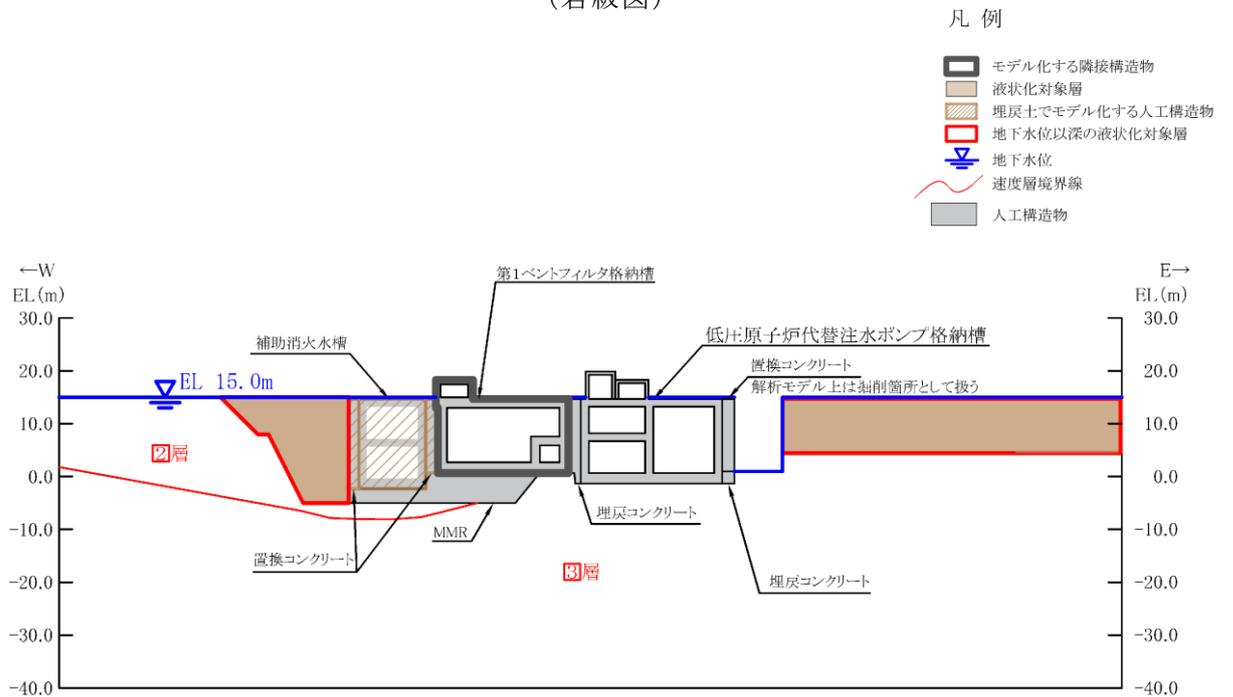 (岩級図)
凡 例
モデル化する隣接構造物
液状化対象層
埋戻土でモデル化する人工構造物
地下水位以深の液状化対象層
地下水位
速度層境界線
人工構造物
←W
EL(m)
E→
EL(m)
第1ベントフィルタ格納槽
補助消火水槽
低圧原子炉代替注水ポンプ格納槽
置換コンクリート
解析モデル上は掘削箇所として扱う
EL 15.0m
30.0
20.0
10.0
0.0
-10.0
-20.0
-30.0
-40.0
②層
③層
置換コンクリート
MMR
埋戻コンクリート
埋戻コンクリート
30.0
20.0
10.0
0.0
-10.0
-20.0
-30.0
-40.0